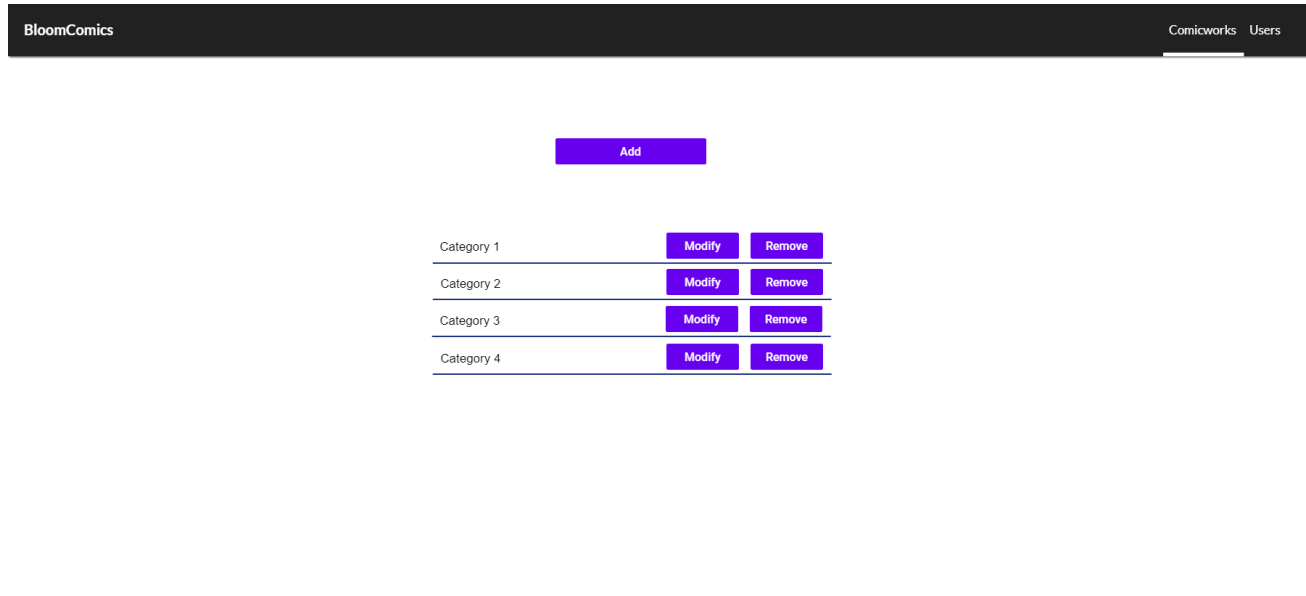 BloomComics Comicworks Users
Add
Category 1 Modify Remove
Category 2 Modify Remove
Category 3 Modify Remove
Category 4 Modify Remove